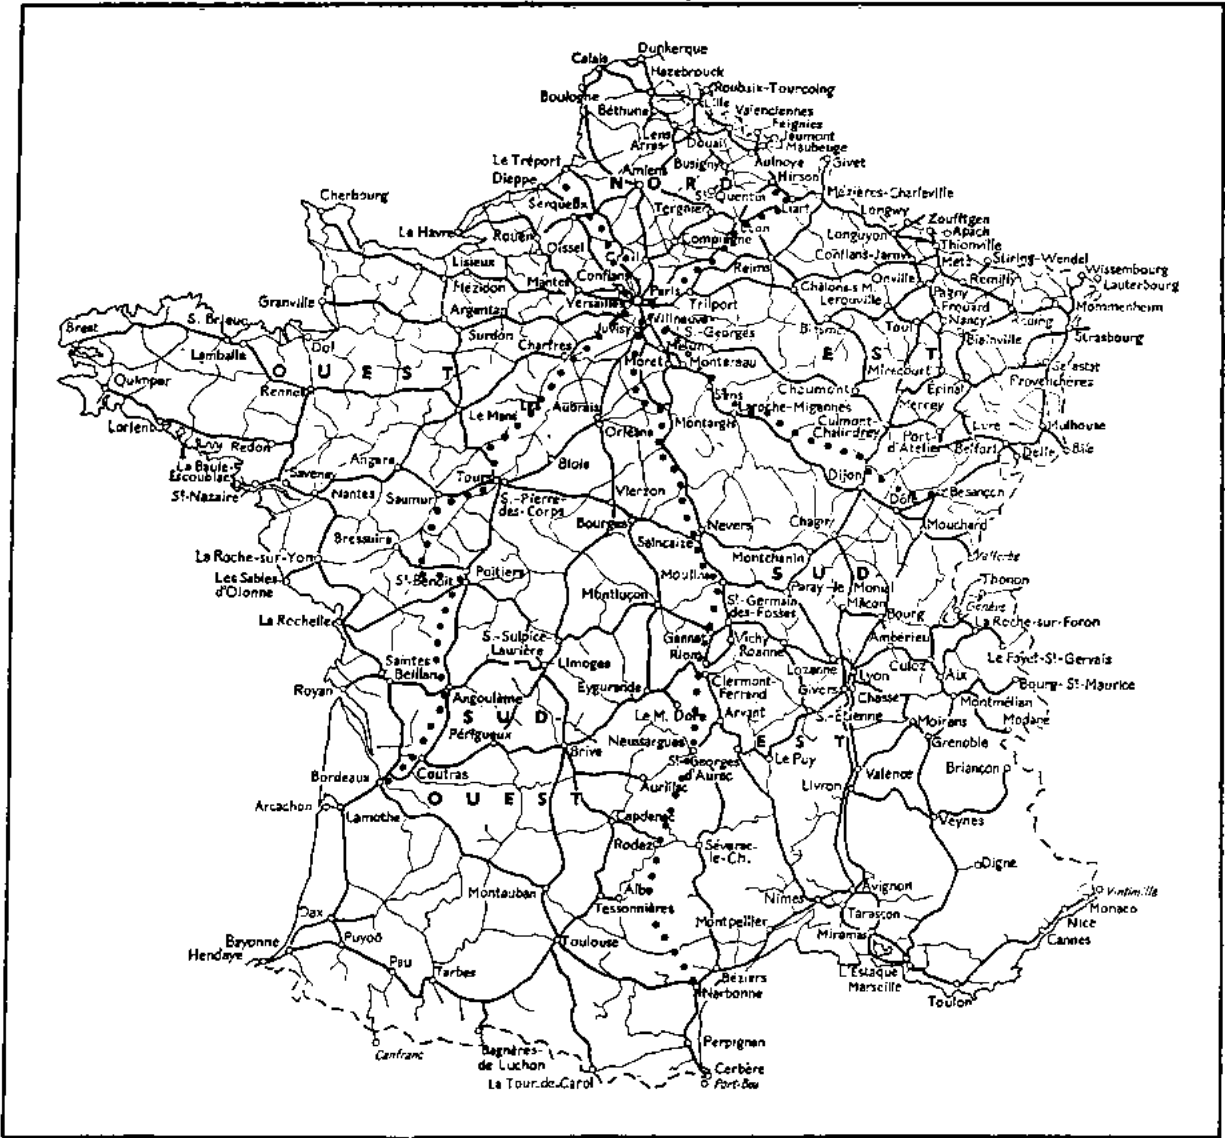 Dunkerque
Calais
Hazebrouck
Boulogne
Roubaix-Tourcoing
Lille
Béthune
Valenciennes
Feignies
Jeumont
Lens
Douai
Maubeuge
Arras
Le Tréport
Busigny
Aulnoye
Givet
Dieppe
Amiens
Hirson
N O R D
Cherbourg
Serqueux
St-Quentin
Mézières-Charleville
Tergnier
Liart
Longwy
Zoufftgen
Le Havre
Rouen
Laon
Apach
Oissel
Compiègne
Longuyon
Thionville
Lisieux
Creil
Reims
Conflans-Jarny
Metz
Stiring-Wendel
Mézidon
Mantes
Conflans
Onville
Remilly
Wissembourg
Lauterbourg
Granville
Versailles
Paris
Trilport
Châlons-s-M.
Lerouville
Pagny
Frouard
Mommenheim
Argentan
Villeneuve-
S.-Georges
Toul
Nancy
Réding
Brest
S. Brieuc
Surdon
Juvisy
Blesme
Blainville
Strasbourg
Lamballe
Dol
Chartres
Melun
E S T
Moret
Montereau
Mirecourt
Sélestat
O U E S T
Quimper
Rennes
Sens
Chaumont
Épinal
Provenchères
Le Mans
Aubrais
Laroche-Migennes
Merrey
Lorient
Redon
Orléans
Montargis
Culmont-
Chalindrey
Port-
d'Atelier
Lure
Mulhouse
Belfort
Delle
Bâle
La Baule-
Escoublac
Savenay
Angers
Blois
St-Nazaire
Nantes
Saumur
Tours
S.-Pierre-
des-Corps
Vierzon
Dijon
Dôle
Besançon
Bressuire
Bourges
Nevers
Chagny
Mouchard
Saincaize
Montchanin
Vallorbe
La Roche-sur-Yon
Les Sables
d'Olonne
St-Benoît
Poitiers
Moulins
S U D
Thonon
Montluçon
Paray-le-Monial
Mâcon
Genève
La Rochelle
St-Germain
des-Fossés
Bourg
La Roche-sur-Foron
S.-Sulpice-
Laurière
Gannat
Vichy
Roanne
Ambérieu
Saintes
Beillant
Limoges
Riom
Lozanne
Culoz
Le Fayet-St-Gervais
Royan
Angoulême
Eygurande
Clermont-
Ferrand
Givors
Lyon
Aix
Bourg-St-Maurice
Chasse
Montmélian
S U D -
Le M. Dore
Arvant
S.-Étienne
Moirans
Modane
Périgueux
Neussargues
E S T
Grenoble
Brive
St-Georges
d'Aurac
Le Puy
Valence
Briançon
Bordeaux
Coutras
Aurillac
Livron
O U E S T
Arcachon
Lamothe
Capdenac
Veynes
Rodez
Séverac-
le-Ch.
Digne
Montauban
Albi
Nîmes
Avignon
Vintimille
Tessonnières
Monaco
Dax
Montpellier
Tarascon
Nice
Bayonne
Puyoô
Toulouse
Miramas
Cannes
Hendaye
Pau
Tarbes
Béziers
L'Estaque
Marseille
Narbonne
Toulon
Canfranc
Bagnères-
de Luchon
Perpignan
La Tour-de-Carol
Cerbère
Port-Bou